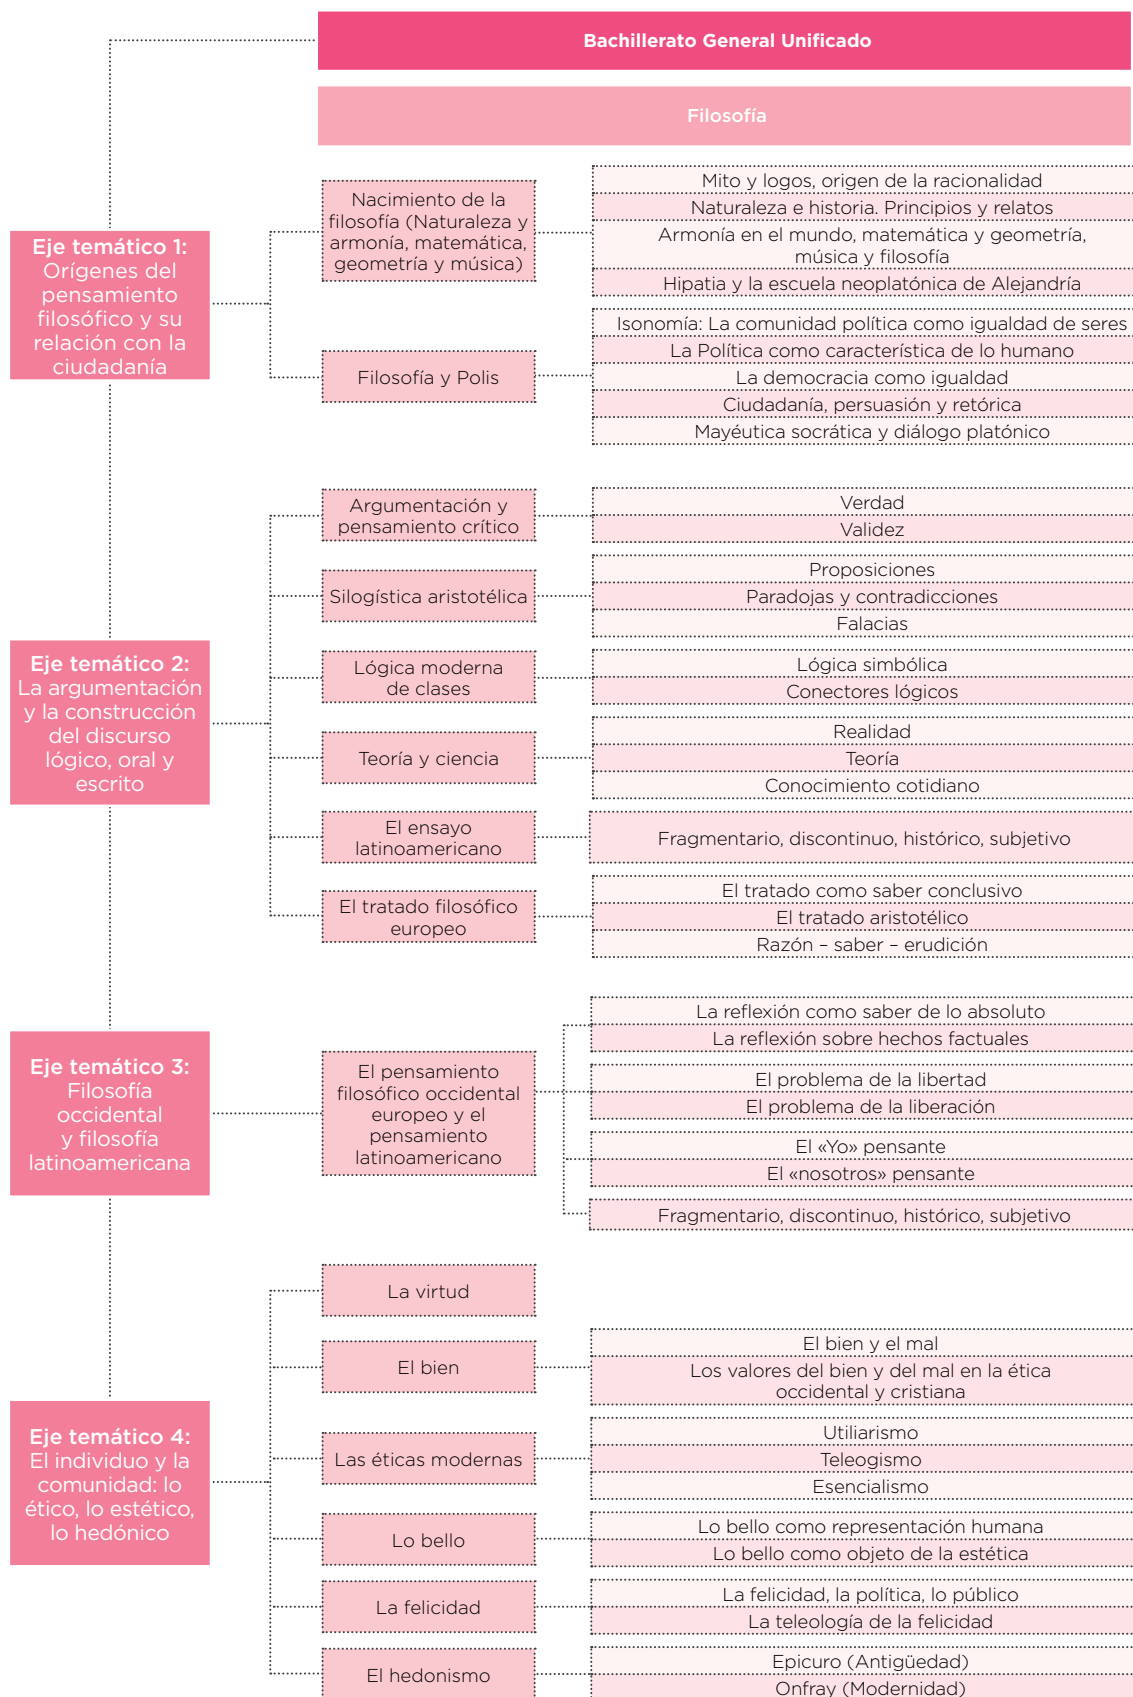 Bachillerato General Unificado
Filosofía
Eje temático 1:
Orígenes del
pensamiento
filosófico y su
relación con la
ciudadanía
Nacimiento de la
filosofía (Naturaleza y
armonía, matemática,
geometría y música)
Mito y logos, origen de la racionalidad
Naturaleza e historia. Principios y relatos
Armonía en el mundo, matemática y geometría,
música y filosofía
Hipatia y la escuela neoplatónica de Alejandría
Filosofía y Polis
Isonomía: La comunidad política como igualdad de seres
La Política como característica de lo humano
La democracia como igualdad
Ciudadanía, persuasión y retórica
Mayéutica socrática y diálogo platónico
Eje temático 2:
La argumentación
y la construcción
del discurso
lógico, oral y
escrito
Argumentación y
pensamiento crítico
Verdad
Validez
Silogística aristotélica
Proposiciones
Paradojas y contradicciones
Falacias
Lógica moderna
de clases
Lógica simbólica
Conectores lógicos
Teoría y ciencia
Realidad
Teoría
Conocimiento cotidiano
El ensayo
latinoamericano
Fragmentario, discontinuo, histórico, subjetivo
El tratado filosófico
europeo
El tratado como saber conclusivo
El tratado aristotélico
Razón – saber – erudición
Eje temático 3:
Filosofía
occidental
y filosofía
latinoamericana
El pensamiento
filosófico occidental
europeo y el
pensamiento
latinoamericano
La reflexión como saber de lo absoluto
La reflexión sobre hechos factuales
El problema de la libertad
El problema de la liberación
El «Yo» pensante
El «nosotros» pensante
Fragmentario, discontinuo, histórico, subjetivo
Eje temático 4:
El individuo y la
comunidad: lo
ético, lo estético,
lo hedónico
La virtud
El bien
El bien y el mal
Los valores del bien y del mal en la ética
occidental y cristiana
Las éticas modernas
Utiliarismo
Teleogismo
Esencialismo
Lo bello
Lo bello como representación humana
Lo bello como objeto de la estética
La felicidad
La felicidad, la política, lo público
La teleología de la felicidad
El hedonismo
Epicuro (Antigüedad)
Onfray (Modernidad)